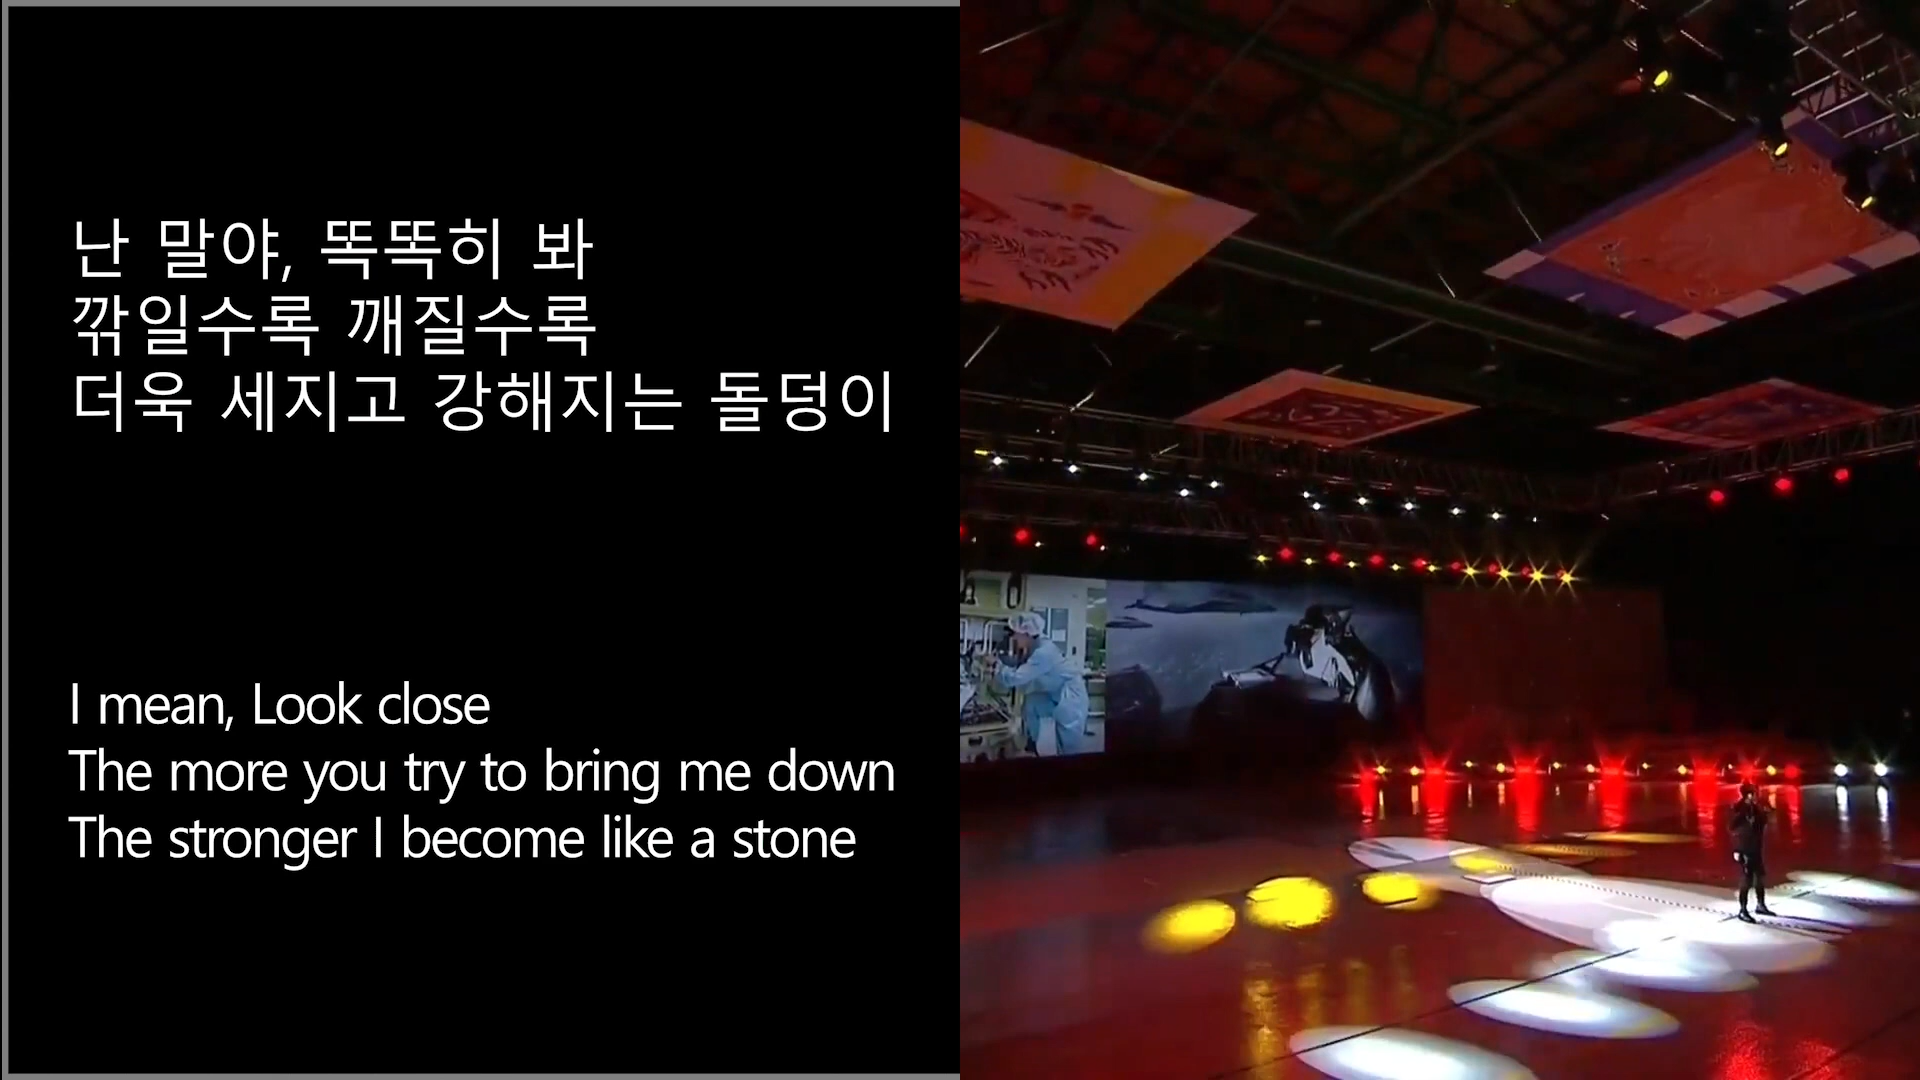 난 말야, 똑똑히 봐
깎일수록 깨질수록
더욱 세지고 강해지는 돌덩이
I mean, Look close
The more you try to bring me down
The stronger I become like a stone